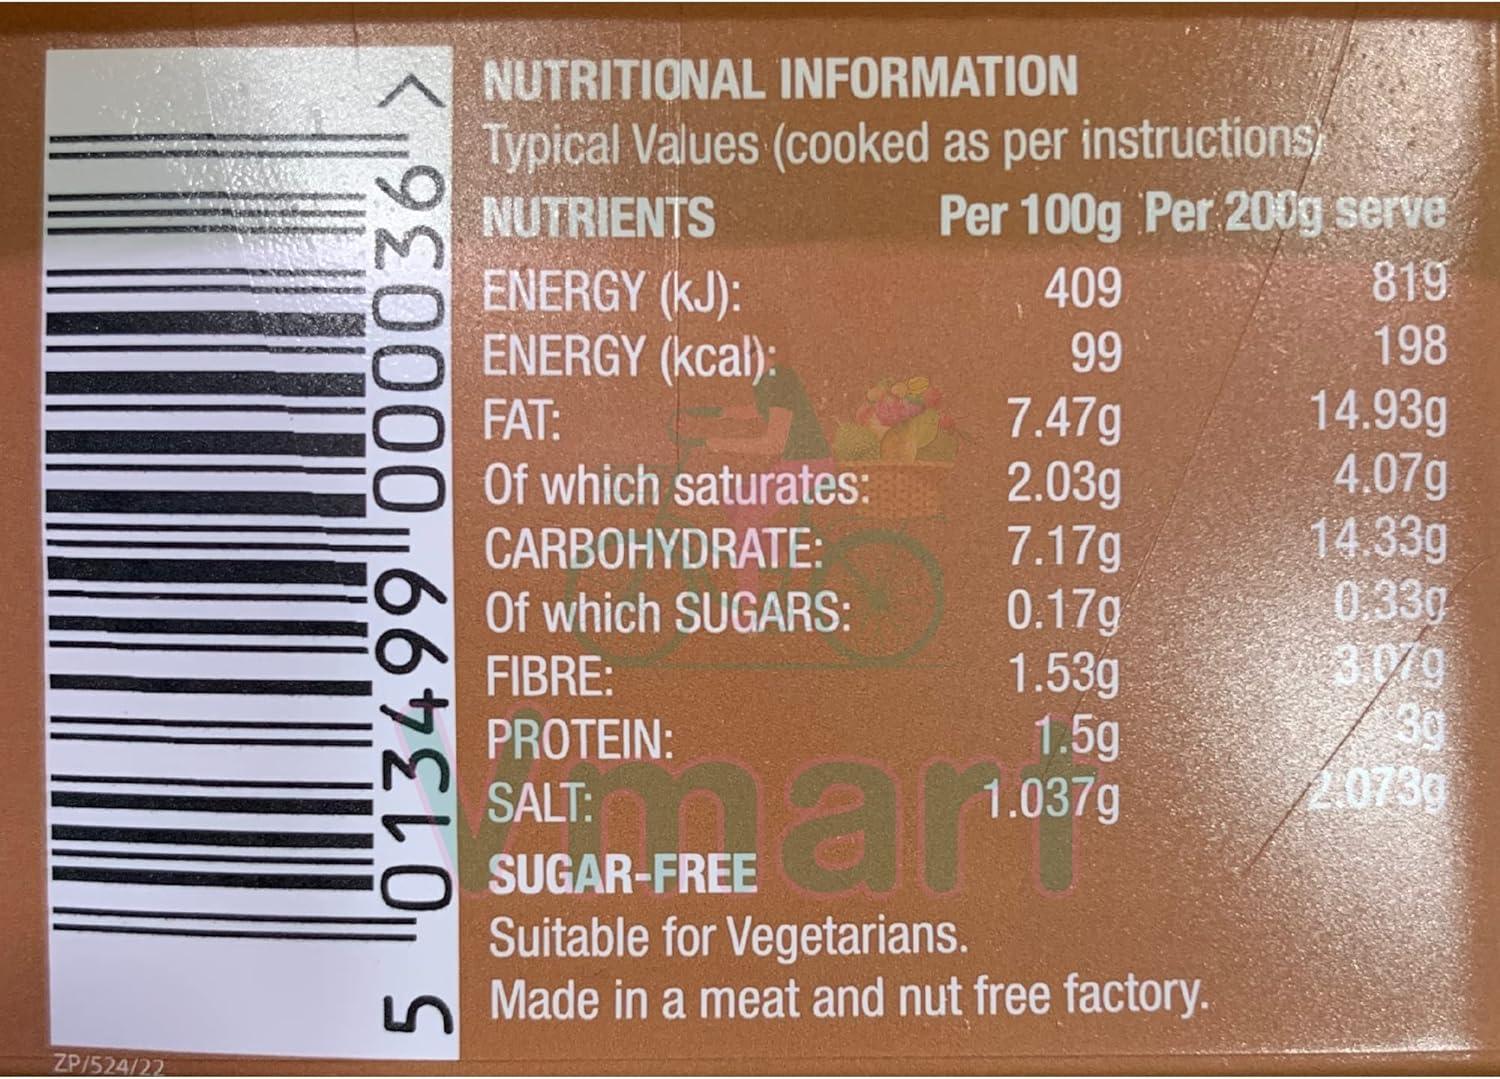 NUTRITIONAL INFORMATION
Typical Values (cooked as per instructions)
NUTRIENTS Per 100g Per 200g serve
ENERGY (kJ): 409 819
ENERGY (kcal): 99 198
FAT: 7.47g 14.93g
Of which saturates: 2.03g 4.07g
CARBOHYDRATE: 7.17g 14.33g
Of which SUGARS: 0.17g 0.33g
FIBRE: 1.53g 3.07g
PROTEIN: 1.5g 3g
SALT: 1.037g 2.073g
SUGAR-FREE
Suitable for Vegetarians.
Made in a meat and nut free factory.
5 013499 000036 >
ZP/524/22
Vmart